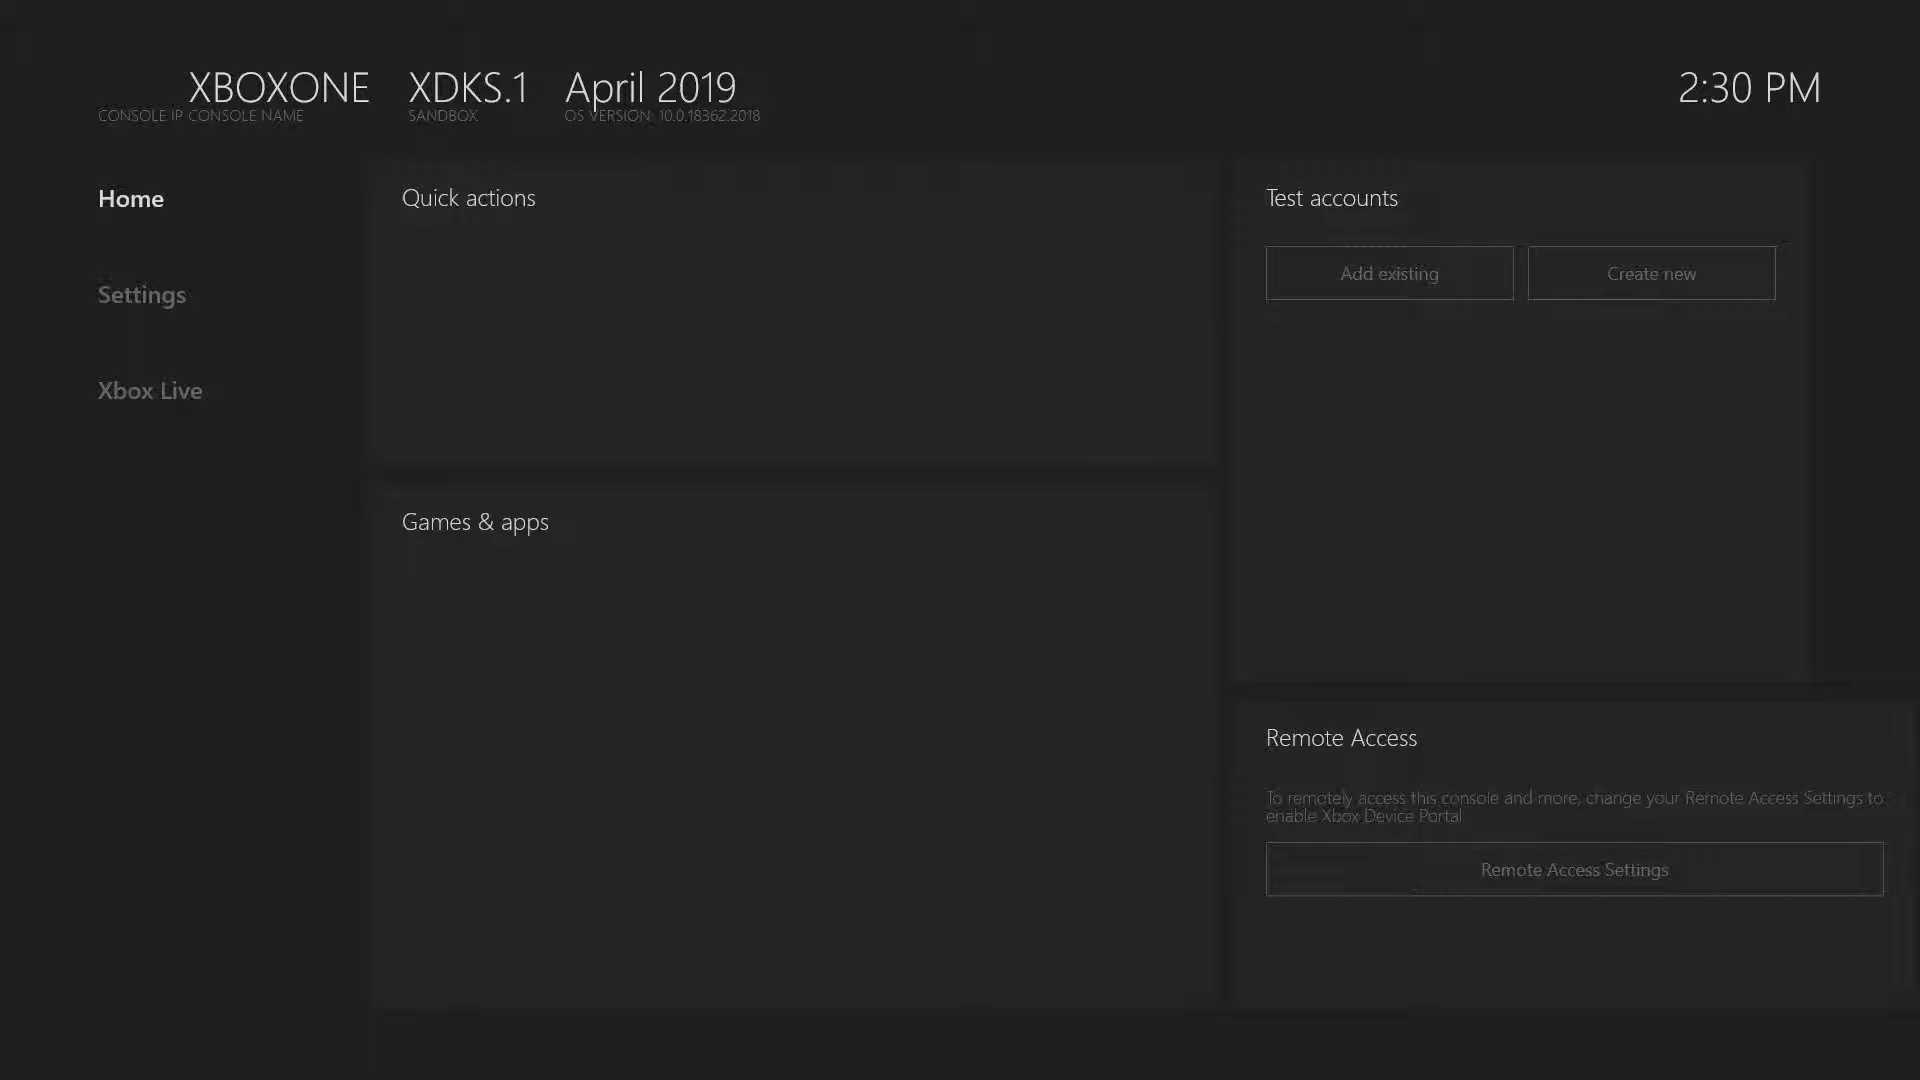 XBOXONE XDKS.1 April 2019 2:30 PM
CONSOLE IP CONSOLE NAME SANDBOX OS VERSION: 10.0.18362.2018
Home
Settings
Xbox Live
Quick actions
Games & apps
Test accounts
Add existing Create new
Remote Access
To remotely access this console and more, change your Remote Access Settings to
enable Xbox Device Portal
Remote Access Settings